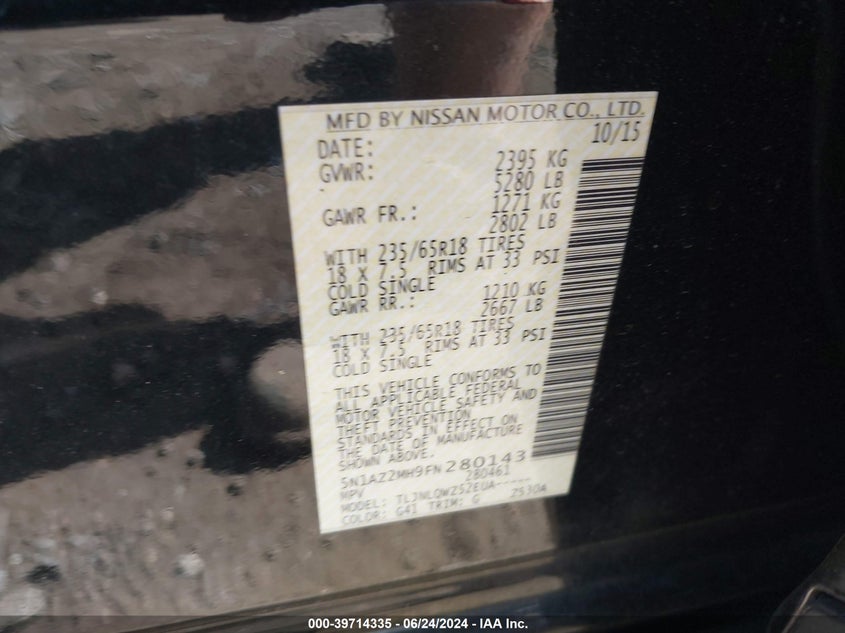 MFD BY NISSAN MOTOR CO., LTD.
DATE: 10/15
GVWR: 2395 KG
- 5280 LB
GAWR FR.: 1271 KG
2802 LB
WITH 235/65R18 TIRES
18 X 7.5 RIMS AT 33 PSI
COLD SINGLE
GAWR RR.: 1210 KG
2667 LB
WITH 235/65R18 TIRES
18 X 7.5 RIMS AT 33 PSI
COLD SINGLE
THIS VEHICLE CONFORMS TO
ALL APPLICABLE FEDERAL
MOTOR VEHICLE SAFETY AND
THEFT PREVENTION
STANDARDS IN EFFECT ON
THE DATE OF MANUFACTURE
SHOWN ABOVE.
5N1AZ2MH9FN280143
MPV 280461
MODEL: TLJNLQWZ52EUA-----
COLOR: G41 TRIM: G Z530A
000-39714335 - 06/24/2024 - IAA Inc.